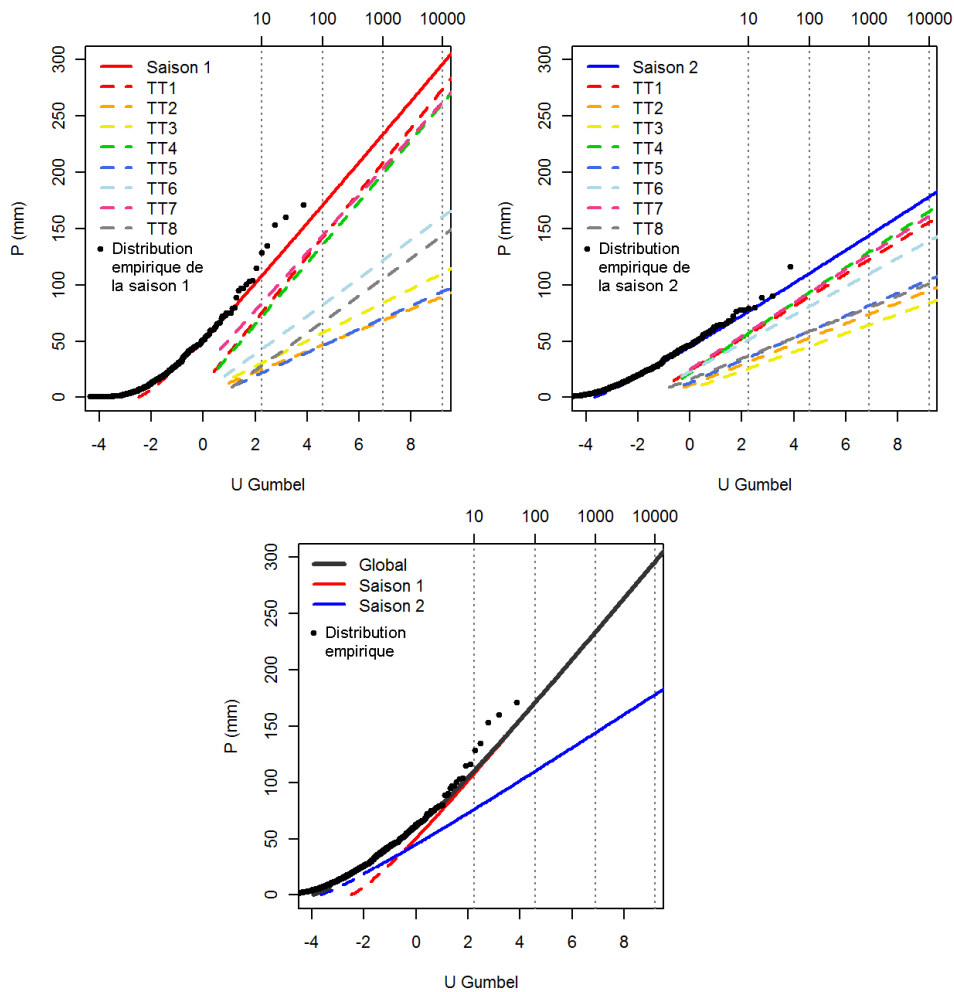 10 100 1000 10000
P (mm)
300
250
200
150
100
50
0
Saison 1
TT1
TT2
TT3
TT4
TT5
TT6
TT7
TT8
Distribution
empirique de
la saison 1
-4 -2 0 2 4 6 8
U Gumbel
10 100 1000 10000
P (mm)
300
250
200
150
100
50
0
Saison 2
TT1
TT2
TT3
TT4
TT5
TT6
TT7
TT8
Distribution
empirique de
la saison 2
-4 -2 0 2 4 6 8
U Gumbel
10 100 1000 10000
P (mm)
300
250
200
150
100
50
0
Global
Saison 1
Saison 2
Distribution
empirique
-4 -2 0 2 4 6 8
U Gumbel